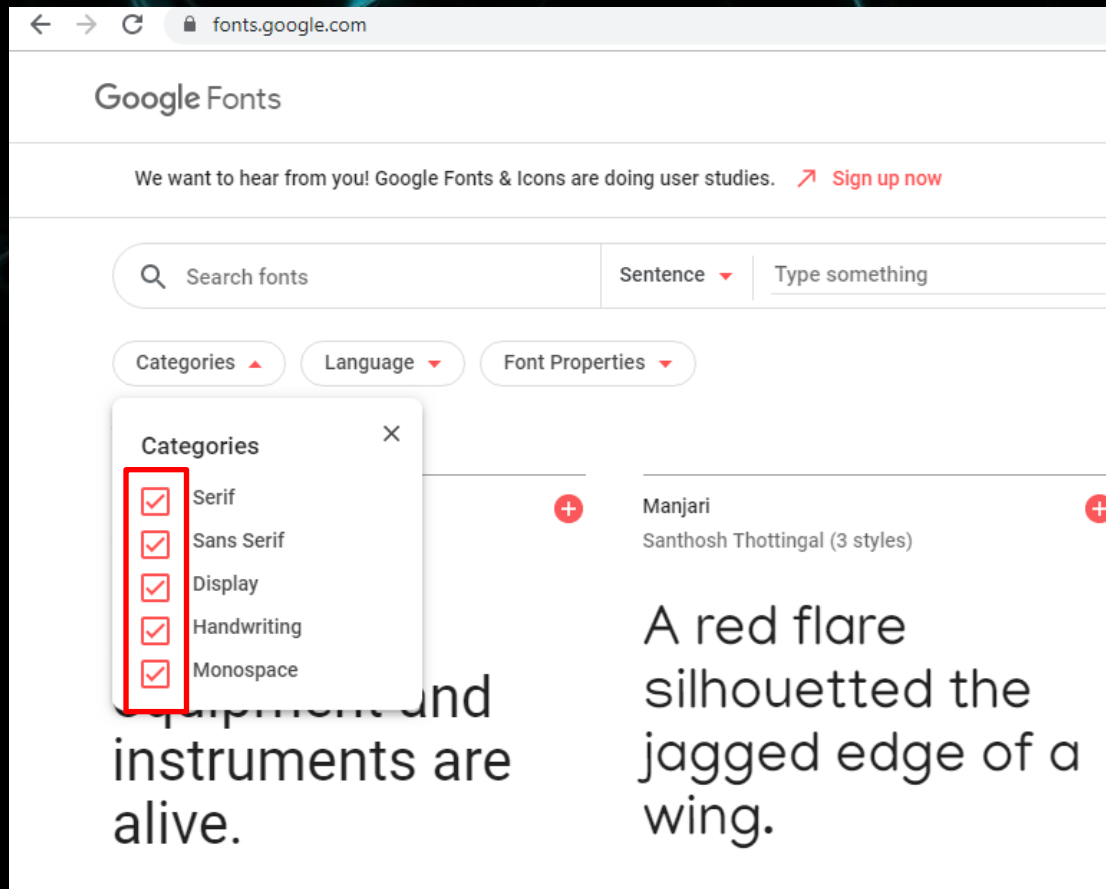 fonts.google.com
Google Fonts
We want to hear from you! Google Fonts & Icons are doing user studies. Sign up now
Search fonts Sentence Type something
Categories Language Font Properties
Categories
Serif
Sans Serif
Display
Handwriting
Monospace
equipment and
instruments are
alive.
Manjari
Santhosh Thottingal (3 styles)
A red flare
silhouetted the
jagged edge of a
wing.